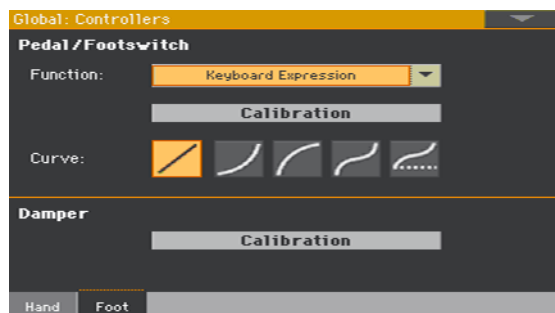 Global: Controllers
Pedal/Footswitch
Function: Keyboard Expression
Calibration
Curve:
Damper
Calibration
Hand Foot